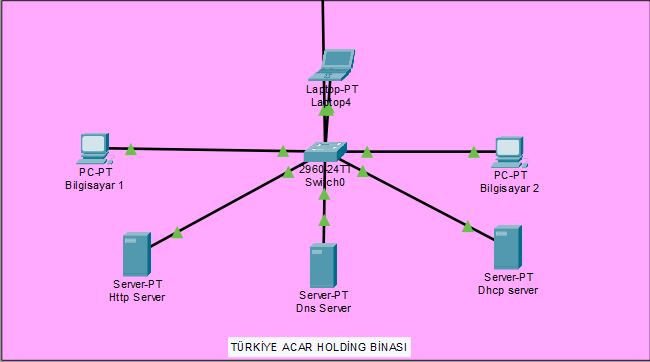 Laptop-PT
Laptop4
PC-PT
Bilgisayar 1
2960-24TT
Switch0
PC-PT
Bilgisayar 2
Server-PT
Http Server
Server-PT
Dns Server
Server-PT
Dhcp server
TÜRKİYE ACAR HOLDİNG BİNASI